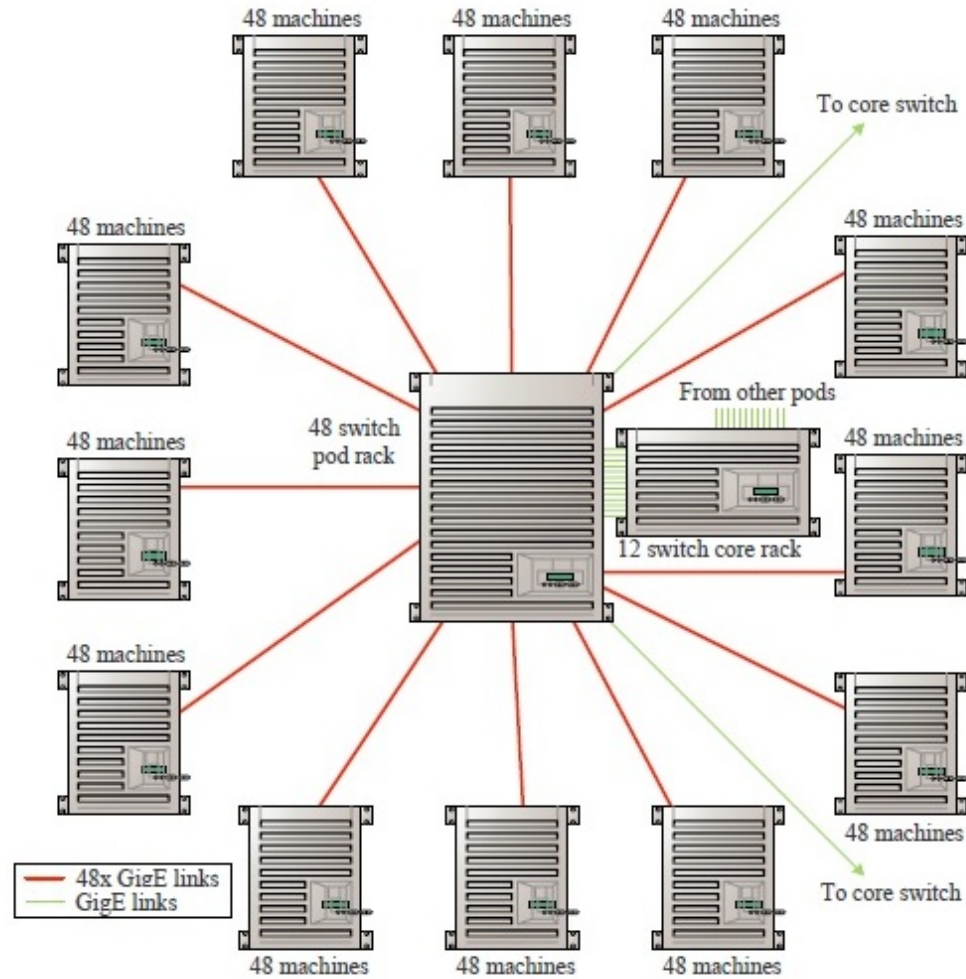 48 machines
48 machines
48 machines
To core switch
48 machines
48 machines
From other pods
48 switch
pod rack
48 machines
48 machines
12 switch core rack
48 machines
48 machines
48x GigE links
GigE links
To core switch
48 machines
48 machines
48 machines